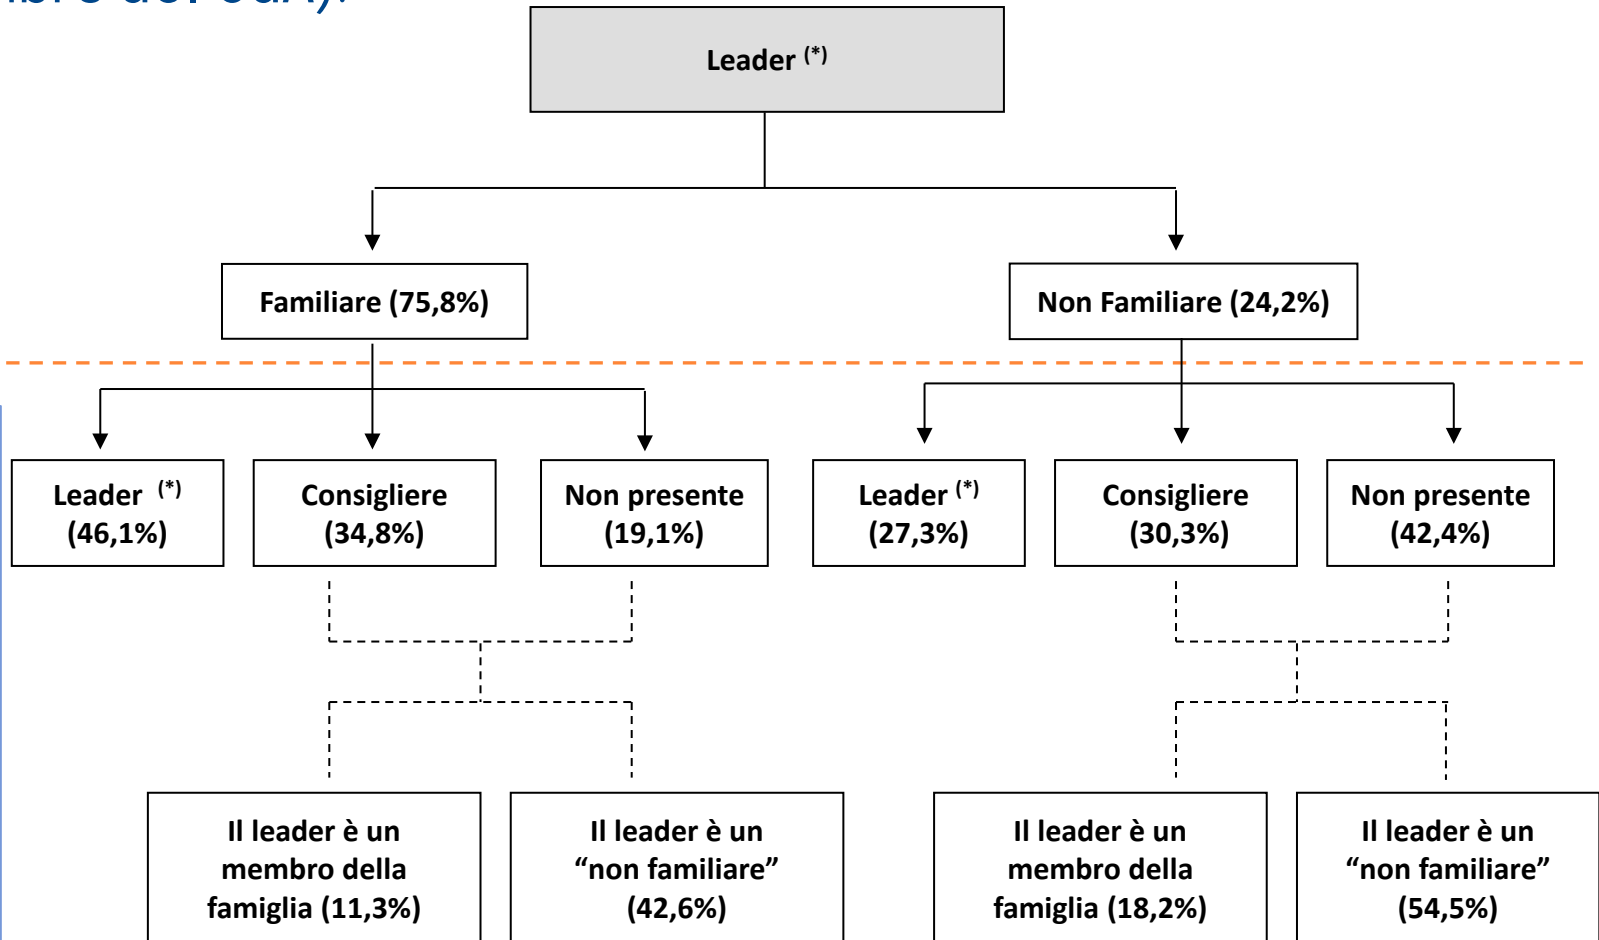 Leader (*)
Familiare (75,8%)
Non Familiare (24,2%)
Leader (*)
(46,1%)
Consigliere
(34,8%)
Non presente
(19,1%)
Leader (*)
(27,3%)
Consigliere
(30,3%)
Non presente
(42,4%)
Il leader è un
membro della
famiglia (11,3%)
Il leader è un
“non familiare”
(42,6%)
Il leader è un
membro della
famiglia (18,2%)
Il leader è un
“non familiare”
(54,5%)